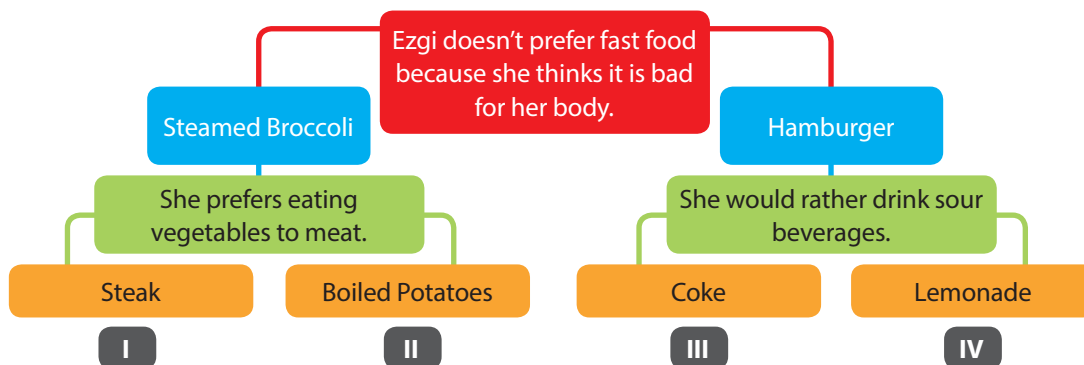 Ezgi doesn't prefer fast food
because she thinks it is bad
for her body.
Steamed Broccoli
Hamburger
She prefers eating
vegetables to meat.
She would rather drink sour
beverages.
Steak
Boiled Potatoes
Coke
Lemonade
I
II
III
IV